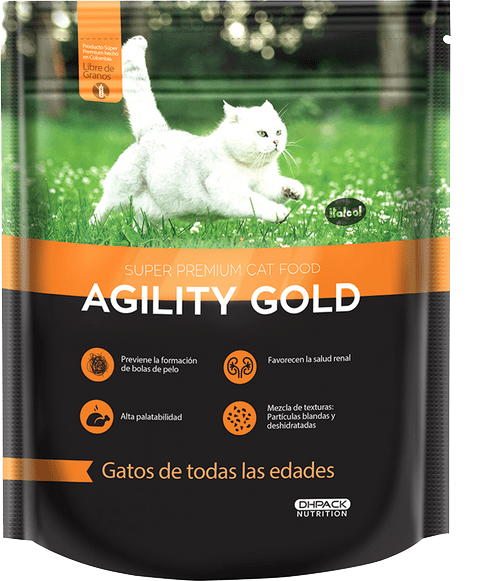 Producto Súper
Premium hecho
en Colombia
Libre de
Granos
italcol
SUPER PREMIUM CAT FOOD
AGILITY GOLD
Previene la formación
de bolas de pelo
Favorecen la salud renal
Alta palatabilidad
Mezcla de texturas:
Partículas blandas y
deshidratadas
Gatos de todas las edades
DHPACK
NUTRITION